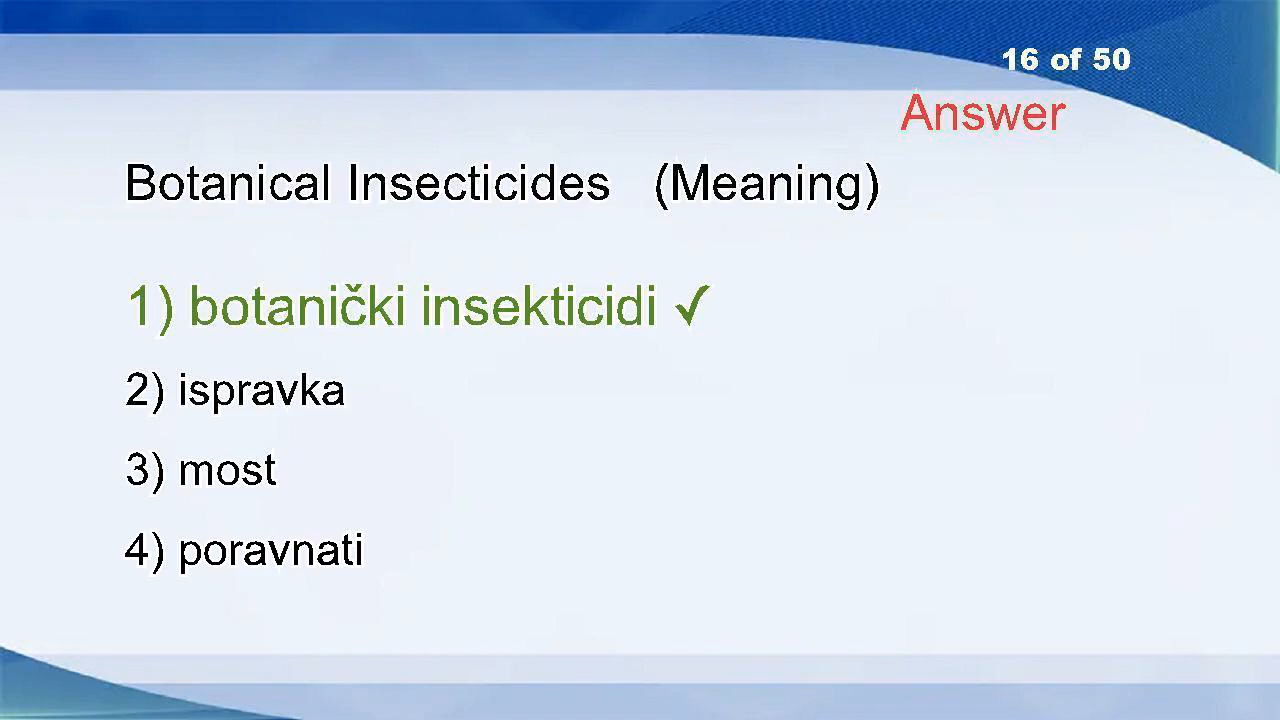 16 of 50
Answer
Botanical Insecticides (Meaning)
1) botanički insekticidi ✓
2) ispravka
3) most
4) poravnati